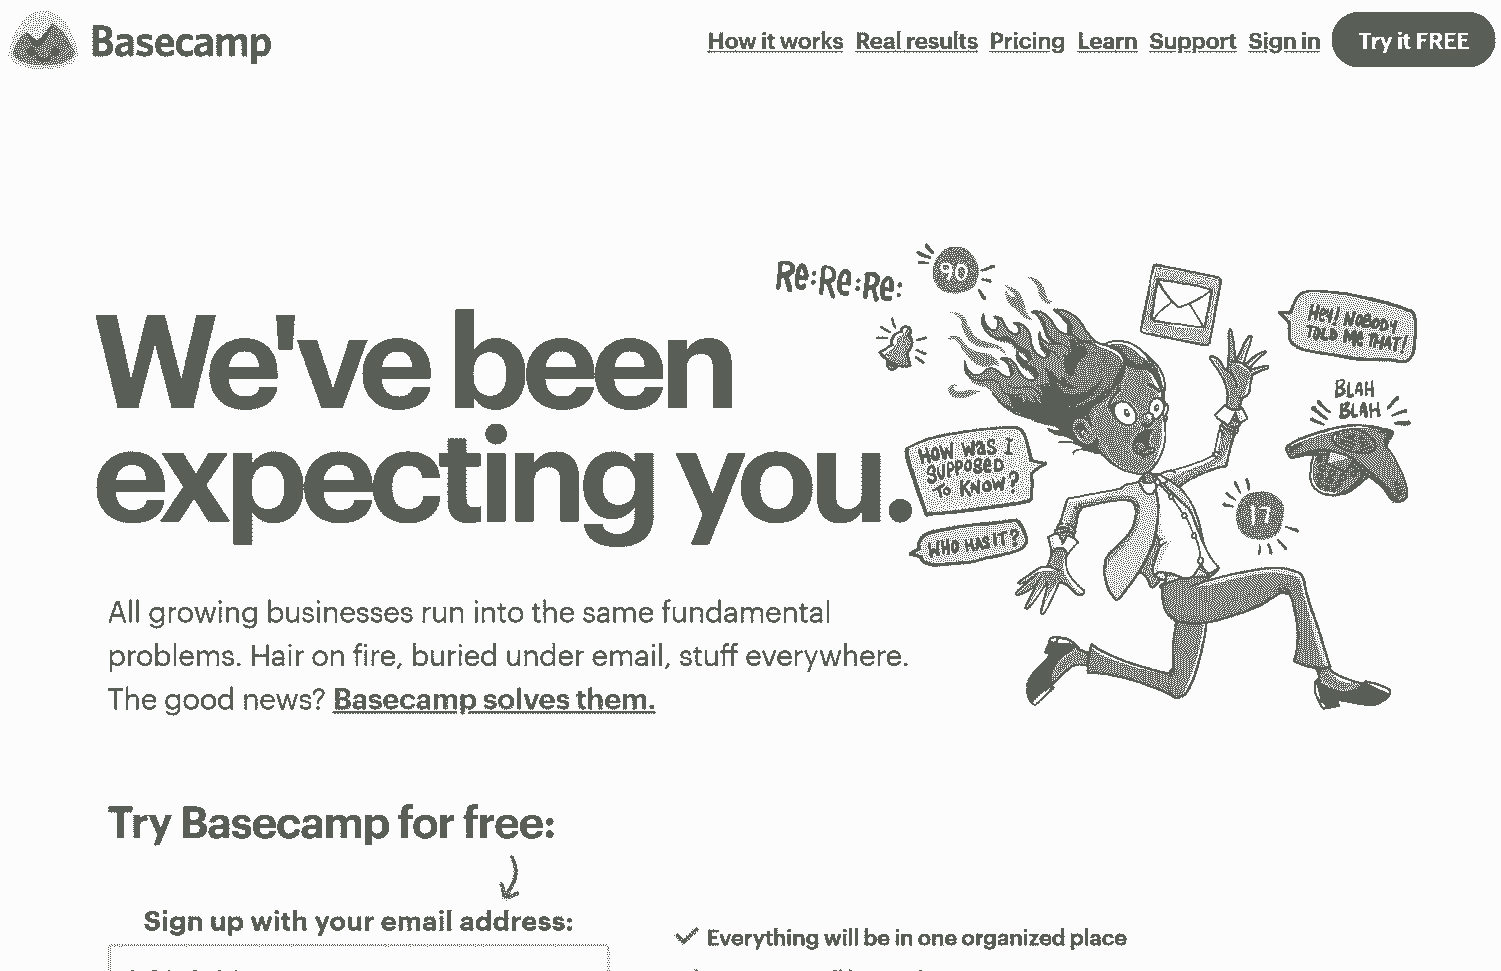 Basecamp
How it works Real results Pricing Learn Support Sign in Try it FREE
Re:Re:Re:
90
Hey! NOBODY
TOLD ME THAT!
BLAH
BLAH
We've been
expecting you.
HOW WAS I
SUPPOSED
TO KNOW?
17
WHO HAS IT?
All growing businesses run into the same fundamental
problems. Hair on fire, buried under email, stuff everywhere.
The good news? Basecamp solves them.
Try Basecamp for free:
Sign up with your email address:
Everything will be in one organized place